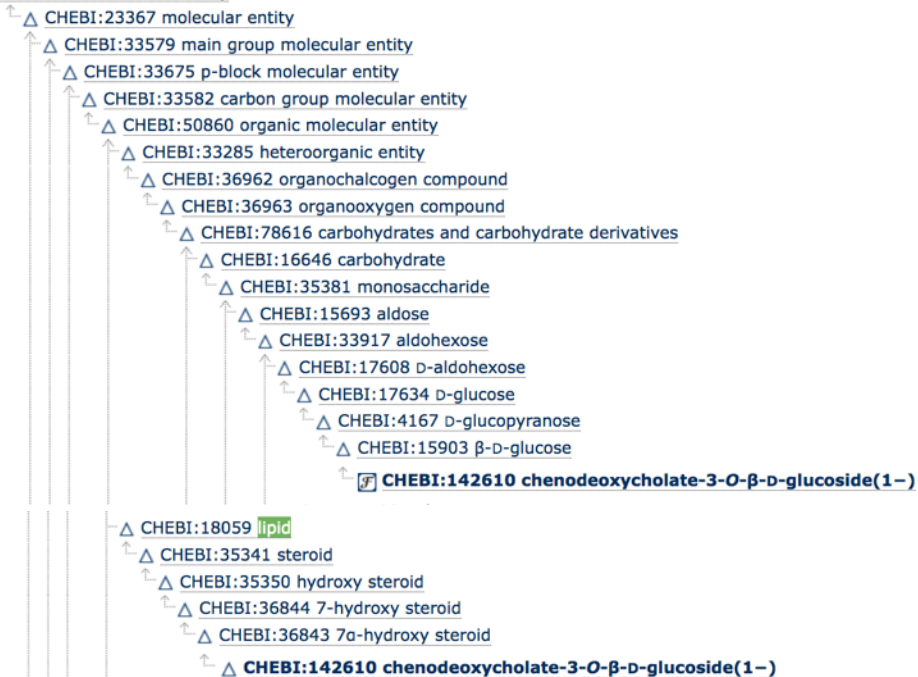 CHEBI:23367 molecular entity
CHEBI:33579 main group molecular entity
CHEBI:33675 p-block molecular entity
CHEBI:33582 carbon group molecular entity
CHEBI:50860 organic molecular entity
CHEBI:33285 heteroorganic entity
CHEBI:36962 organochalcogen compound
CHEBI:36963 organooxygen compound
CHEBI:78616 carbohydrates and carbohydrate derivatives
CHEBI:16646 carbohydrate
CHEBI:35381 monosaccharide
CHEBI:15693 aldose
CHEBI:33917 aldohexose
CHEBI:17608 D-aldohexose
CHEBI:17634 D-glucose
CHEBI:4167 D-glucopyranose
CHEBI:15903 β-D-glucose
CHEBI:142610 chenodeoxycholate-3-O-β-D-glucoside(1−)
CHEBI:18059 lipid
CHEBI:35341 steroid
CHEBI:35350 hydroxy steroid
CHEBI:36844 7-hydroxy steroid
CHEBI:36843 7α-hydroxy steroid
CHEBI:142610 chenodeoxycholate-3-O-β-D-glucoside(1−)